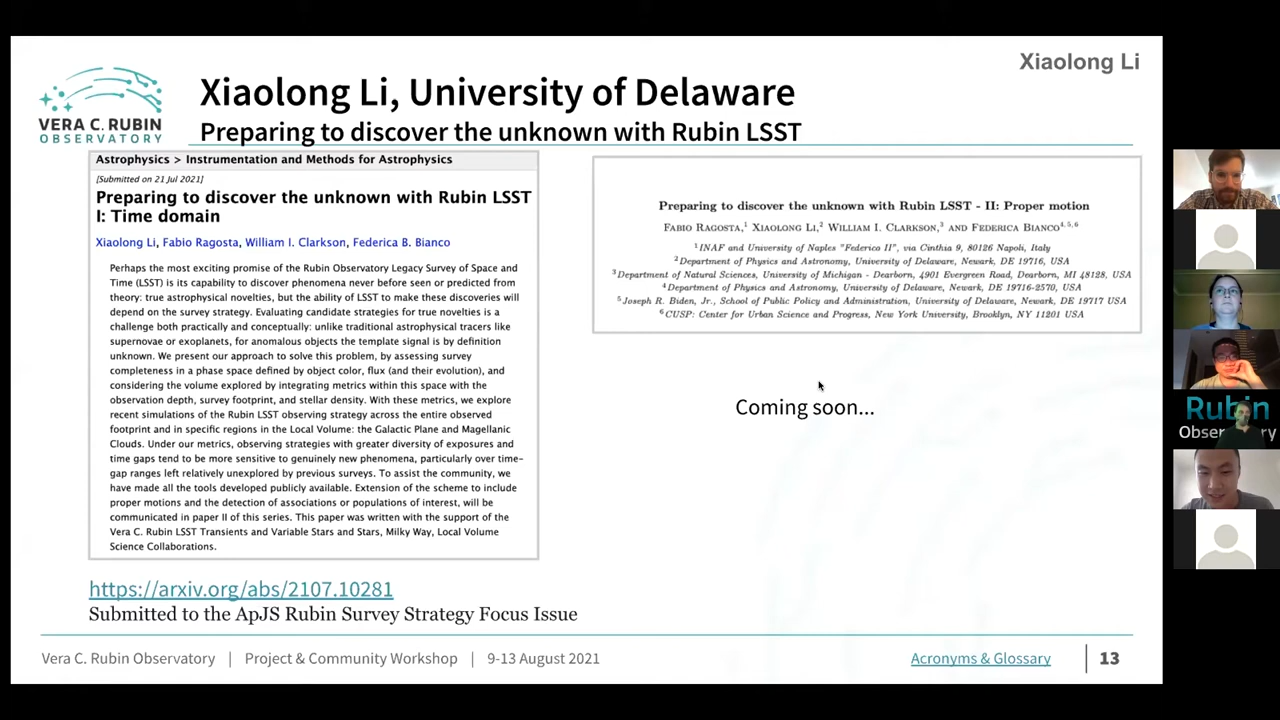 Xiaolong Li
VERA C. RUBIN
OBSERVATORY
Xiaolong Li, University of Delaware
Preparing to discover the unknown with Rubin LSST
Astrophysics > Instrumentation and Methods for Astrophysics
[Submitted on 21 Jul 2021]
Preparing to discover the unknown with Rubin LSST
I: Time domain
Xiaolong Li, Fabio Ragosta, William I. Clarkson, Federica B. Bianco
Perhaps the most exciting promise of the Rubin Observatory Legacy Survey of Space and
Time (LSST) is its capability to discover phenomena never before seen or predicted from
theory: true astrophysical novelties, but the ability of LSST to make these discoveries will
depend on the survey strategy. Evaluating candidate strategies for true novelties is a
challenge both practically and conceptually: unlike traditional astrophysical tracers like
supernovae or exoplanets, for anomalous objects the template signal is by definition
unknown. We present our approach to solve this problem, by assessing survey
completeness in a phase space defined by object color, flux (and their evolution), and
considering the volume explored by integrating metrics within this space with the
observation depth, survey footprint, and stellar density. With these metrics, we explore
recent simulations of the Rubin LSST observing strategy across the entire observed
footprint and in specific regions in the Local Volume: the Galactic Plane and Magellanic
Clouds. Under our metrics, observing strategies with greater diversity of exposures and
time gaps tend to be more sensitive to genuinely new phenomena, particularly over time-
gap ranges left relatively unexplored by previous surveys. To assist the community, we
have made all the tools developed publicly available. Extension of the scheme to include
proper motions and the detection of associations or populations of interest, will be
communicated in paper II of this series. This paper was written with the support of the
Vera C. Rubin LSST Transients and Variable Stars and Stars, Milky Way, Local Volume
Science Collaborations.
https://arxiv.org/abs/2107.10281
Submitted to the ApJS Rubin Survey Strategy Focus Issue
Preparing to discover the unknown with Rubin LSST - II: Proper motion
Fabio Ragosta,1 Xiaolong Li,2 William I. Clarkson,3 and Federica Bianco4,5,6
1INAF and University of Naples "Federico II", via Cinthia 9, 80126 Napoli, Italy
2Department of Physics and Astronomy, University of Delaware, Newark, DE 19716, USA
3Department of Natural Sciences, University of Michigan - Dearborn, 4901 Evergreen Road, Dearborn, MI 48128, USA
4Department of Physics and Astronomy, University of Delaware, Newark, DE 19716-2570, USA
5Joseph R. Biden, Jr., School of Public Policy and Administration, University of Delaware, Newark, DE 19717 USA
6CUSP: Center for Urban Science and Progress, New York University, Brooklyn, NY 11201 USA
Coming soon...
Vera C. Rubin Observatory | Project & Community Workshop | 9-13 August 2021
Acronyms & Glossary | 13
Rubin